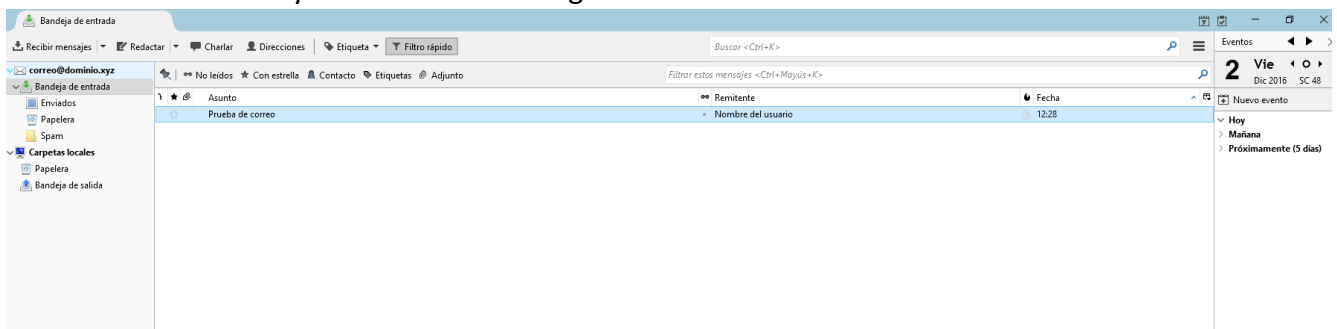 Bandeja de entrada
Recibir mensajes Redactar Charlar Direcciones Etiqueta Filtro rápido Buscar <Ctrl+K>
Eventos
correo@dominio.xyz
Bandeja de entrada
Enviados
Papelera
Spam
Carpetas locales
Papelera
Bandeja de salida
No leídos Con estrella Contacto Etiquetas Adjunto Filtrar estos mensajes <Ctrl+Mayús+K>
Asunto Remitente Fecha
Prueba de correo Nombre del usuario 12:28
2 Vie
Dic 2016 SC 48
Nuevo evento
Hoy
Mañana
Próximamente (5 días)